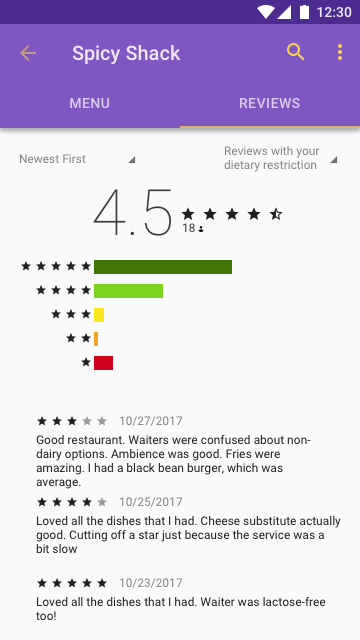 12:30
Spicy Shack
MENU
REVIEWS
Newest First
Reviews with your
dietary restriction
4.5
18
10/27/2017
Good restaurant. Waiters were confused about non-
dairy options. Ambience was good. Fries were
amazing. I had a black bean burger, which was
average.
10/25/2017
Loved all the dishes that I had. Cheese substitute actually
good. Cutting off a star just because the service was a
bit slow
10/23/2017
Loved all the dishes that I had. Waiter was lactose-free
too!